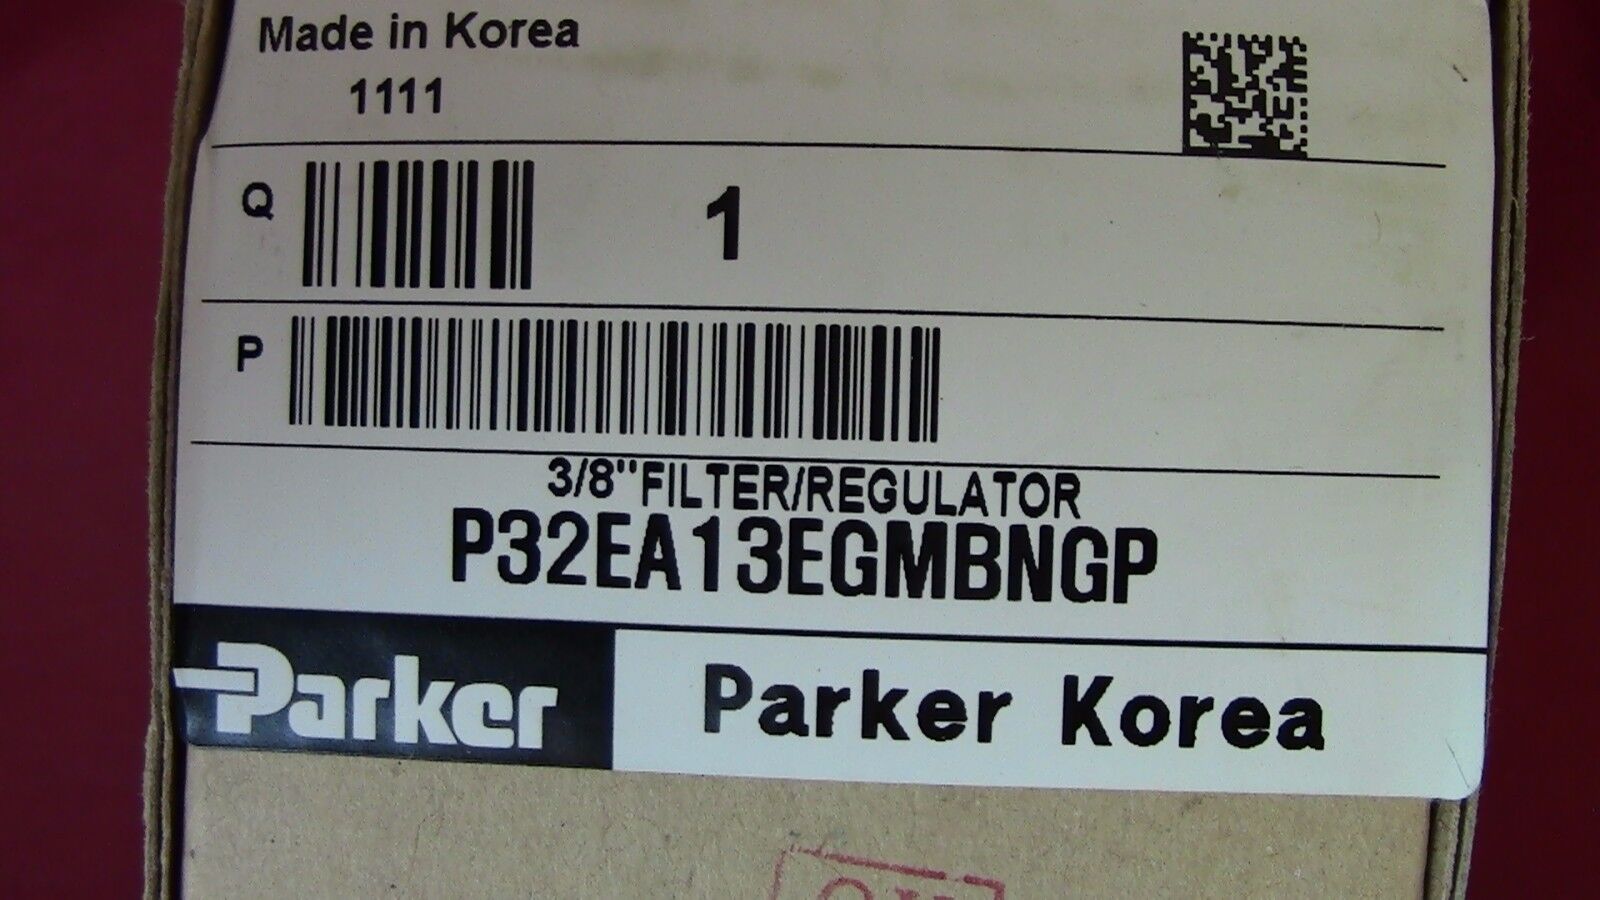 Made in Korea
1111
Q 1
P
3/8"FILTER/REGULATOR
P32EA13EGMBNGP
Parker Parker Korea